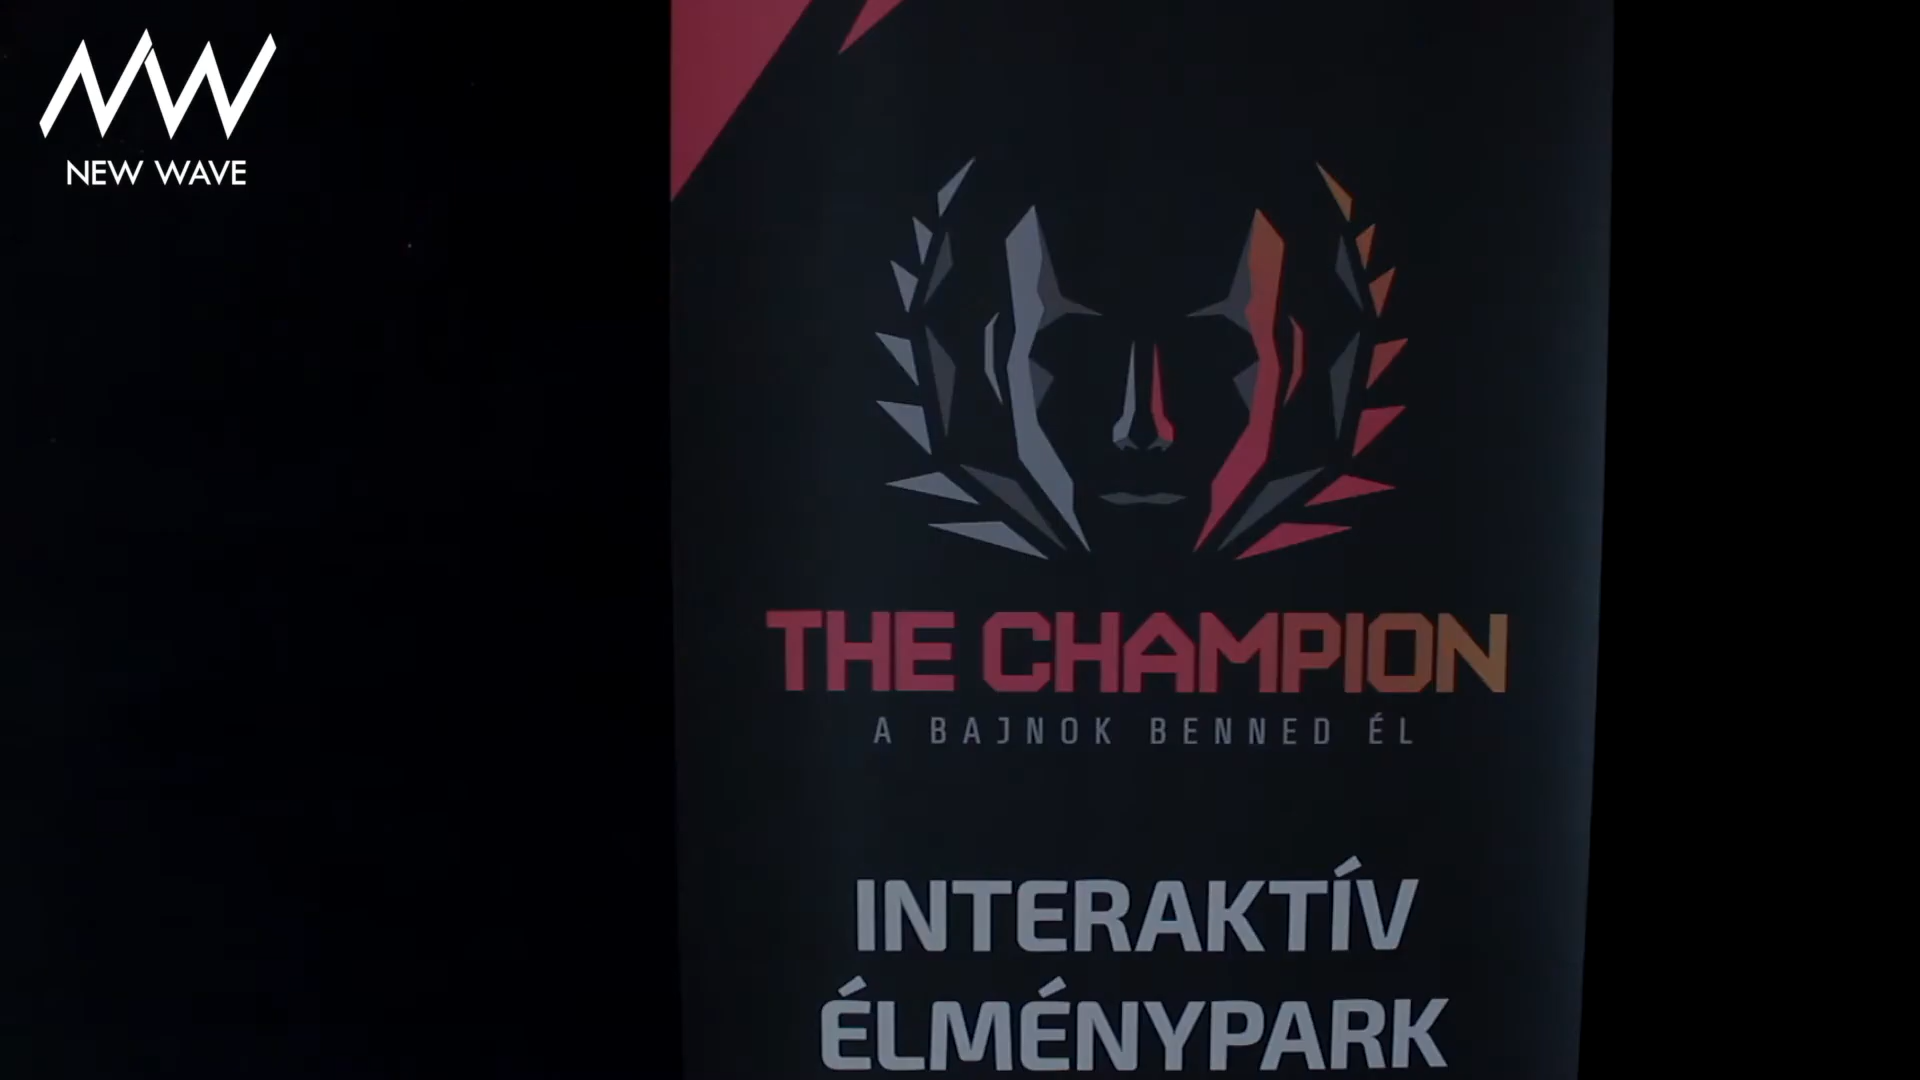 NEW WAVE
THE CHAMPION
A BAJNOK BENNED ÉL
INTERAKTÍV
ÉLMÉNYPARK